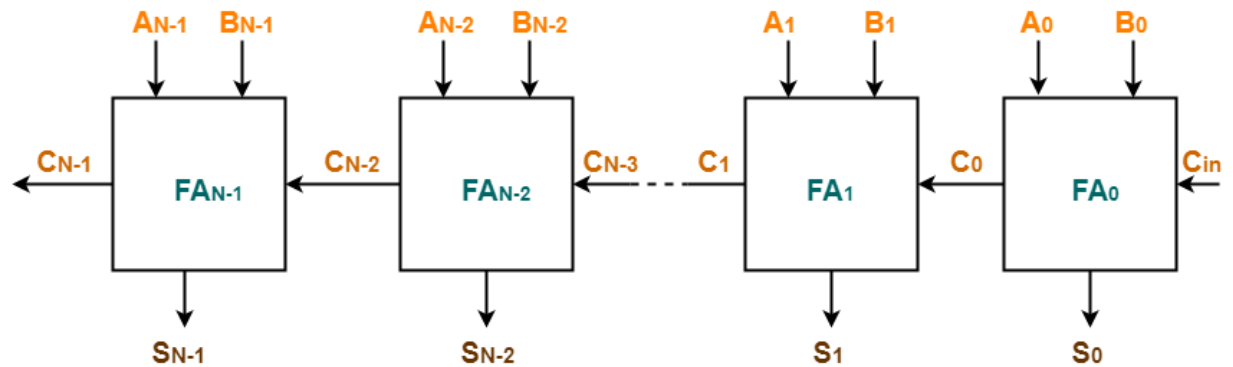 AN-1 BN-1 AN-2 BN-2 A1 B1 A0 B0
CN-1 CN-2 CN-3 C1 C0 Cin
FAN-1 FAN-2 FA1 FA0
SN-1 SN-2 S1 S0